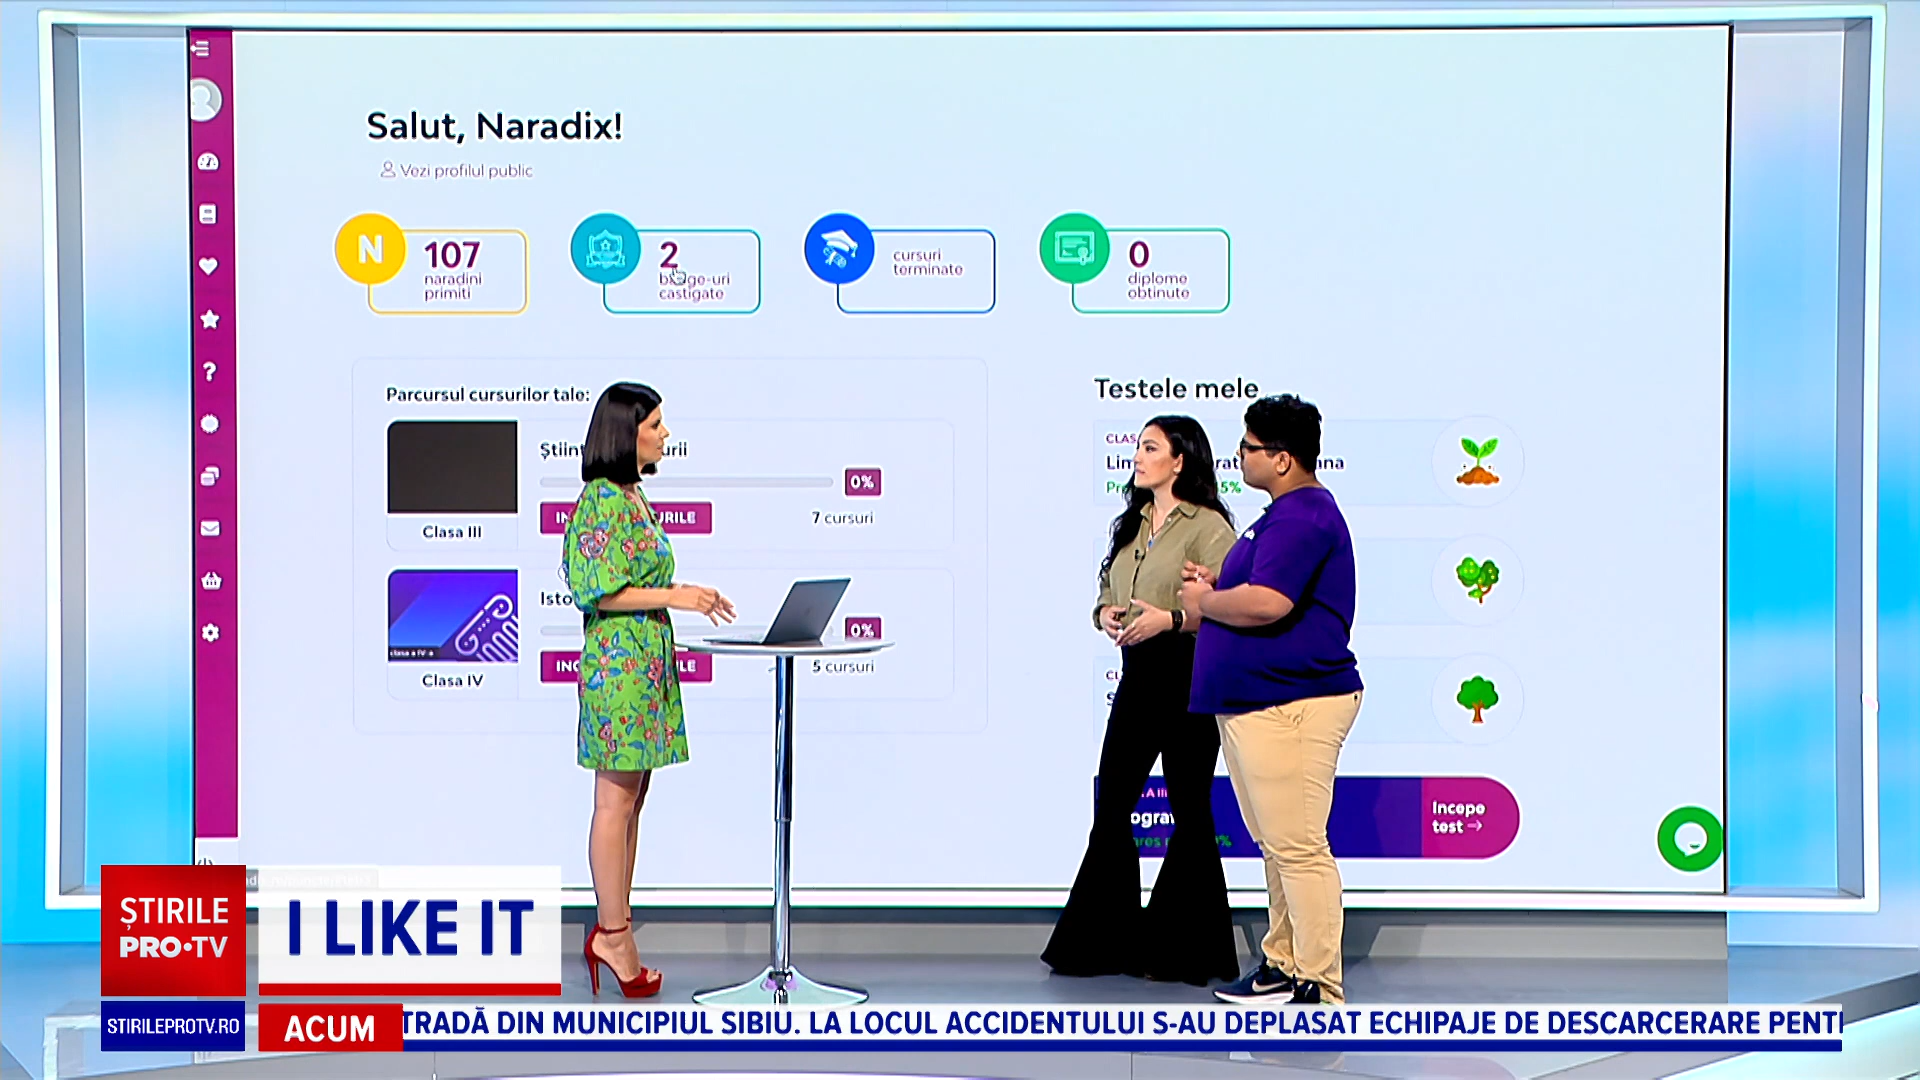 Salut, Naradix!
Vezi profilul public
N
107
naradini
primiti
2
castigate
cursuri
terminate
0
diplome
obtinute
Parcursul cursurilor tale:
0%
7 cursuri
Clasa III
0%
5 cursuri
clasa a IV a
Clasa IV
Testele mele
Incepe
test →
ȘTIRILE
PRO•TV
I LIKE IT
STIRILEPROTV.RO
ACUM
TRADĂ DIN MUNICIPIUL SIBIU. LA LOCUL ACCIDENTULUI S-AU DEPLASAT ECHIPAJE DE DESCARCERARE PENT